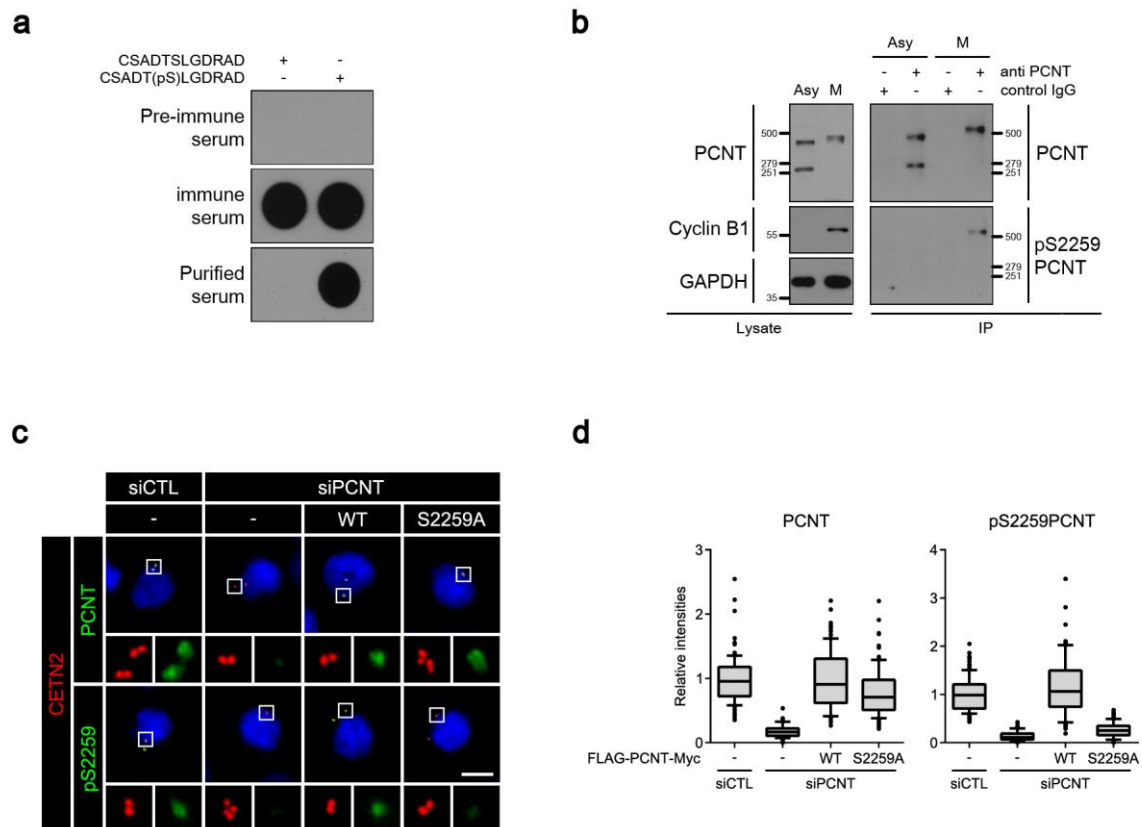 a
CSADTSLGDRAD + -
CSADT(pS)LGDRAD - +
Pre-immune
serum
immune
serum
Purified
serum
b
Asy M
- + - + anti PCNT
+ - + - control IgG
Asy M
PCNT
500
279
251
PCNT
500
279
251
Cyclin B1
55
GAPDH
35
pS2259
PCNT
500
279
251
Lysate
IP
c
siCTL siPCNT
- - WT S2259A
CETN2
PCNT
pS2259
d
PCNT
Relative intensities
3
2
1
0
FLAG-PCNT-Myc - - WT S2259A
siCTL siPCNT
pS2259PCNT
4
3
2
1
0
- - WT S2259A
siCTL siPCNT